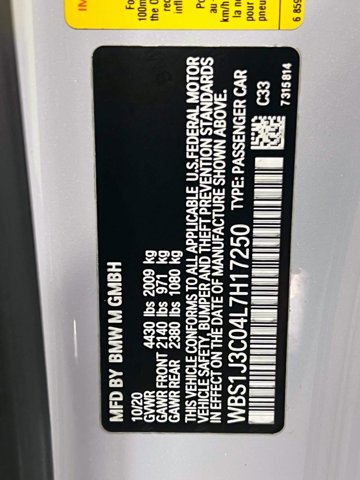 MFD BY BMW M GMBH
10/20
GVWR 4430 lbs 2009 kg
GAWR FRONT 2140 lbs 971 kg
GAWR REAR 2380 lbs 1080 kg
THIS VEHICLE CONFORMS TO ALL APPLICABLE U.S.FEDERAL MOTOR
VEHICLE SAFETY, BUMPER AND THEFT PREVENTION STANDARDS
IN EFFECT ON THE DATE OF MANUFACTURE SHOWN ABOVE.
WBS1J3C04L7H17250 TYPE: PASSENGER CAR
C33
7315814